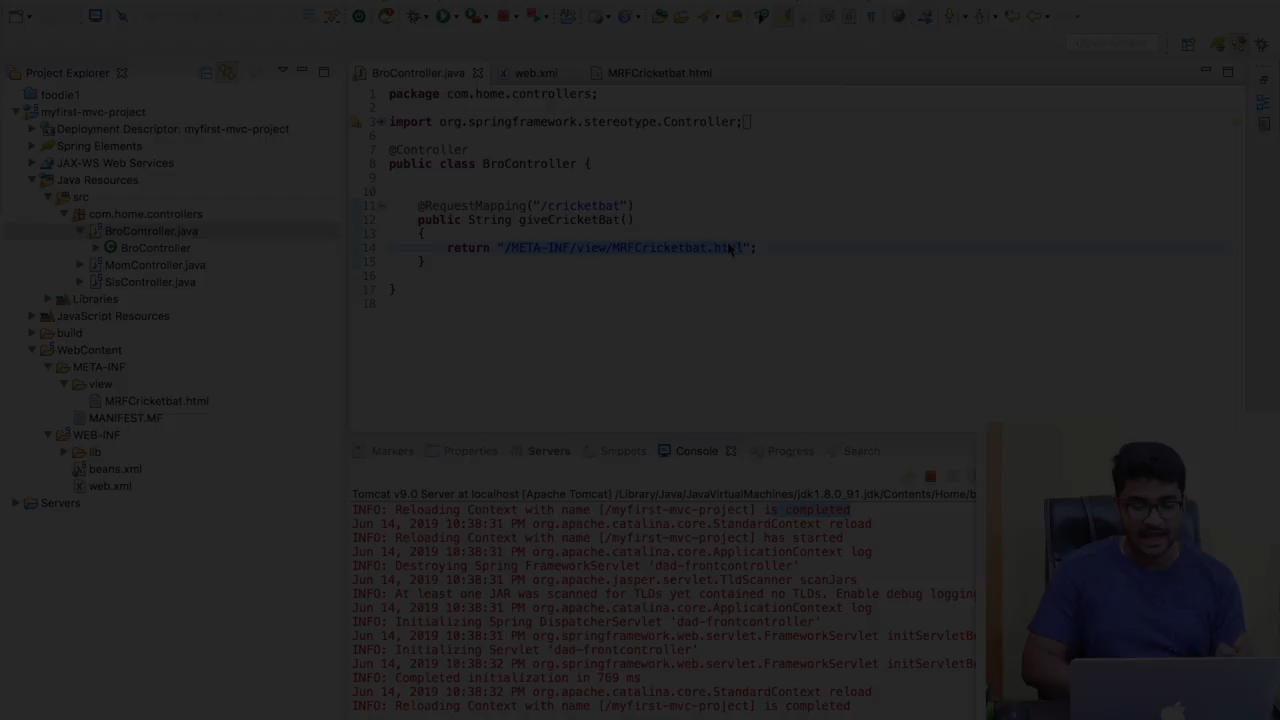 Project Explorer
foodie1
myfirst-mvc-project
Deployment Descriptor: myfirst-mvc-project
Spring Elements
JAX-WS Web Services
Java Resources
src
com.home.controllers
BroController.java
BroController
MomController.java
SisController.java
Libraries
JavaScript Resources
build
WebContent
META-INF
view
MRFCricketbat.html
MANIFEST.MF
WEB-INF
lib
beans.xml
web.xml
Servers
BroController.java web.xml MRFCricketbat.html
1 package com.home.controllers;
2
3 import org.springframework.stereotype.Controller;
6
7 @Controller
8 public class BroController {
9
10
11 @RequestMapping("/cricketbat")
12 public String giveCricketBat()
13 {
14 return "/META-INF/view/MRFCricketbat.html";
15 }
16
17 }
18
Markers Properties Servers Snippets Console Progress Search
Tomcat v9.0 Server at localhost [Apache Tomcat] /Library/Java/JavaVirtualMachines/jdk1.8.0_91.jdk/Contents/Home/b
INFO: Reloading Context with name [/myfirst-mvc-project] is completed
Jun 14, 2019 10:38:31 PM org.apache.catalina.core.StandardContext reload
INFO: Reloading Context with name [/myfirst-mvc-project] has started
Jun 14, 2019 10:38:31 PM org.apache.catalina.core.ApplicationContext log
INFO: Destroying Spring FrameworkServlet 'dad-frontcontroller'
Jun 14, 2019 10:38:31 PM org.apache.jasper.servlet.TldScanner scanJars
INFO: At least one JAR was scanned for TLDs yet contained no TLDs. Enable debug logging
Jun 14, 2019 10:38:31 PM org.apache.catalina.core.ApplicationContext log
INFO: Initializing Spring DispatcherServlet 'dad-frontcontroller'
Jun 14, 2019 10:38:31 PM org.springframework.web.servlet.FrameworkServlet initServletB
INFO: Initializing Servlet 'dad-frontcontroller'
Jun 14, 2019 10:38:32 PM org.springframework.web.servlet.FrameworkServlet initServletB
INFO: Completed initialization in 769 ms
Jun 14, 2019 10:38:32 PM org.apache.catalina.core.StandardContext reload
INFO: Reloading Context with name [/myfirst-mvc-project] is completed